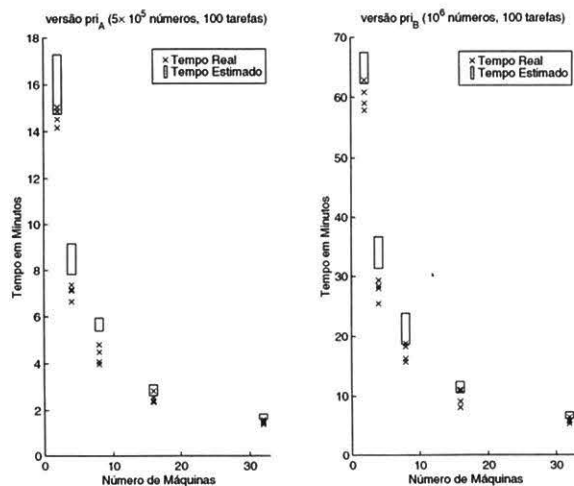 versão pri_A (5× 10^5 números, 100 tarefas)
× Tempo Real
Tempo Estimado
Tempo em Minutos
18
16
14
12
10
8
6
4
2
0
0 10 20 30
Número de Máquinas
versão pri_B (10^6 números, 100 tarefas)
× Tempo Real
Tempo Estimado
Tempo em Minutos
70
60
50
40
30
20
10
0
0 10 20 30
Número de Máquinas